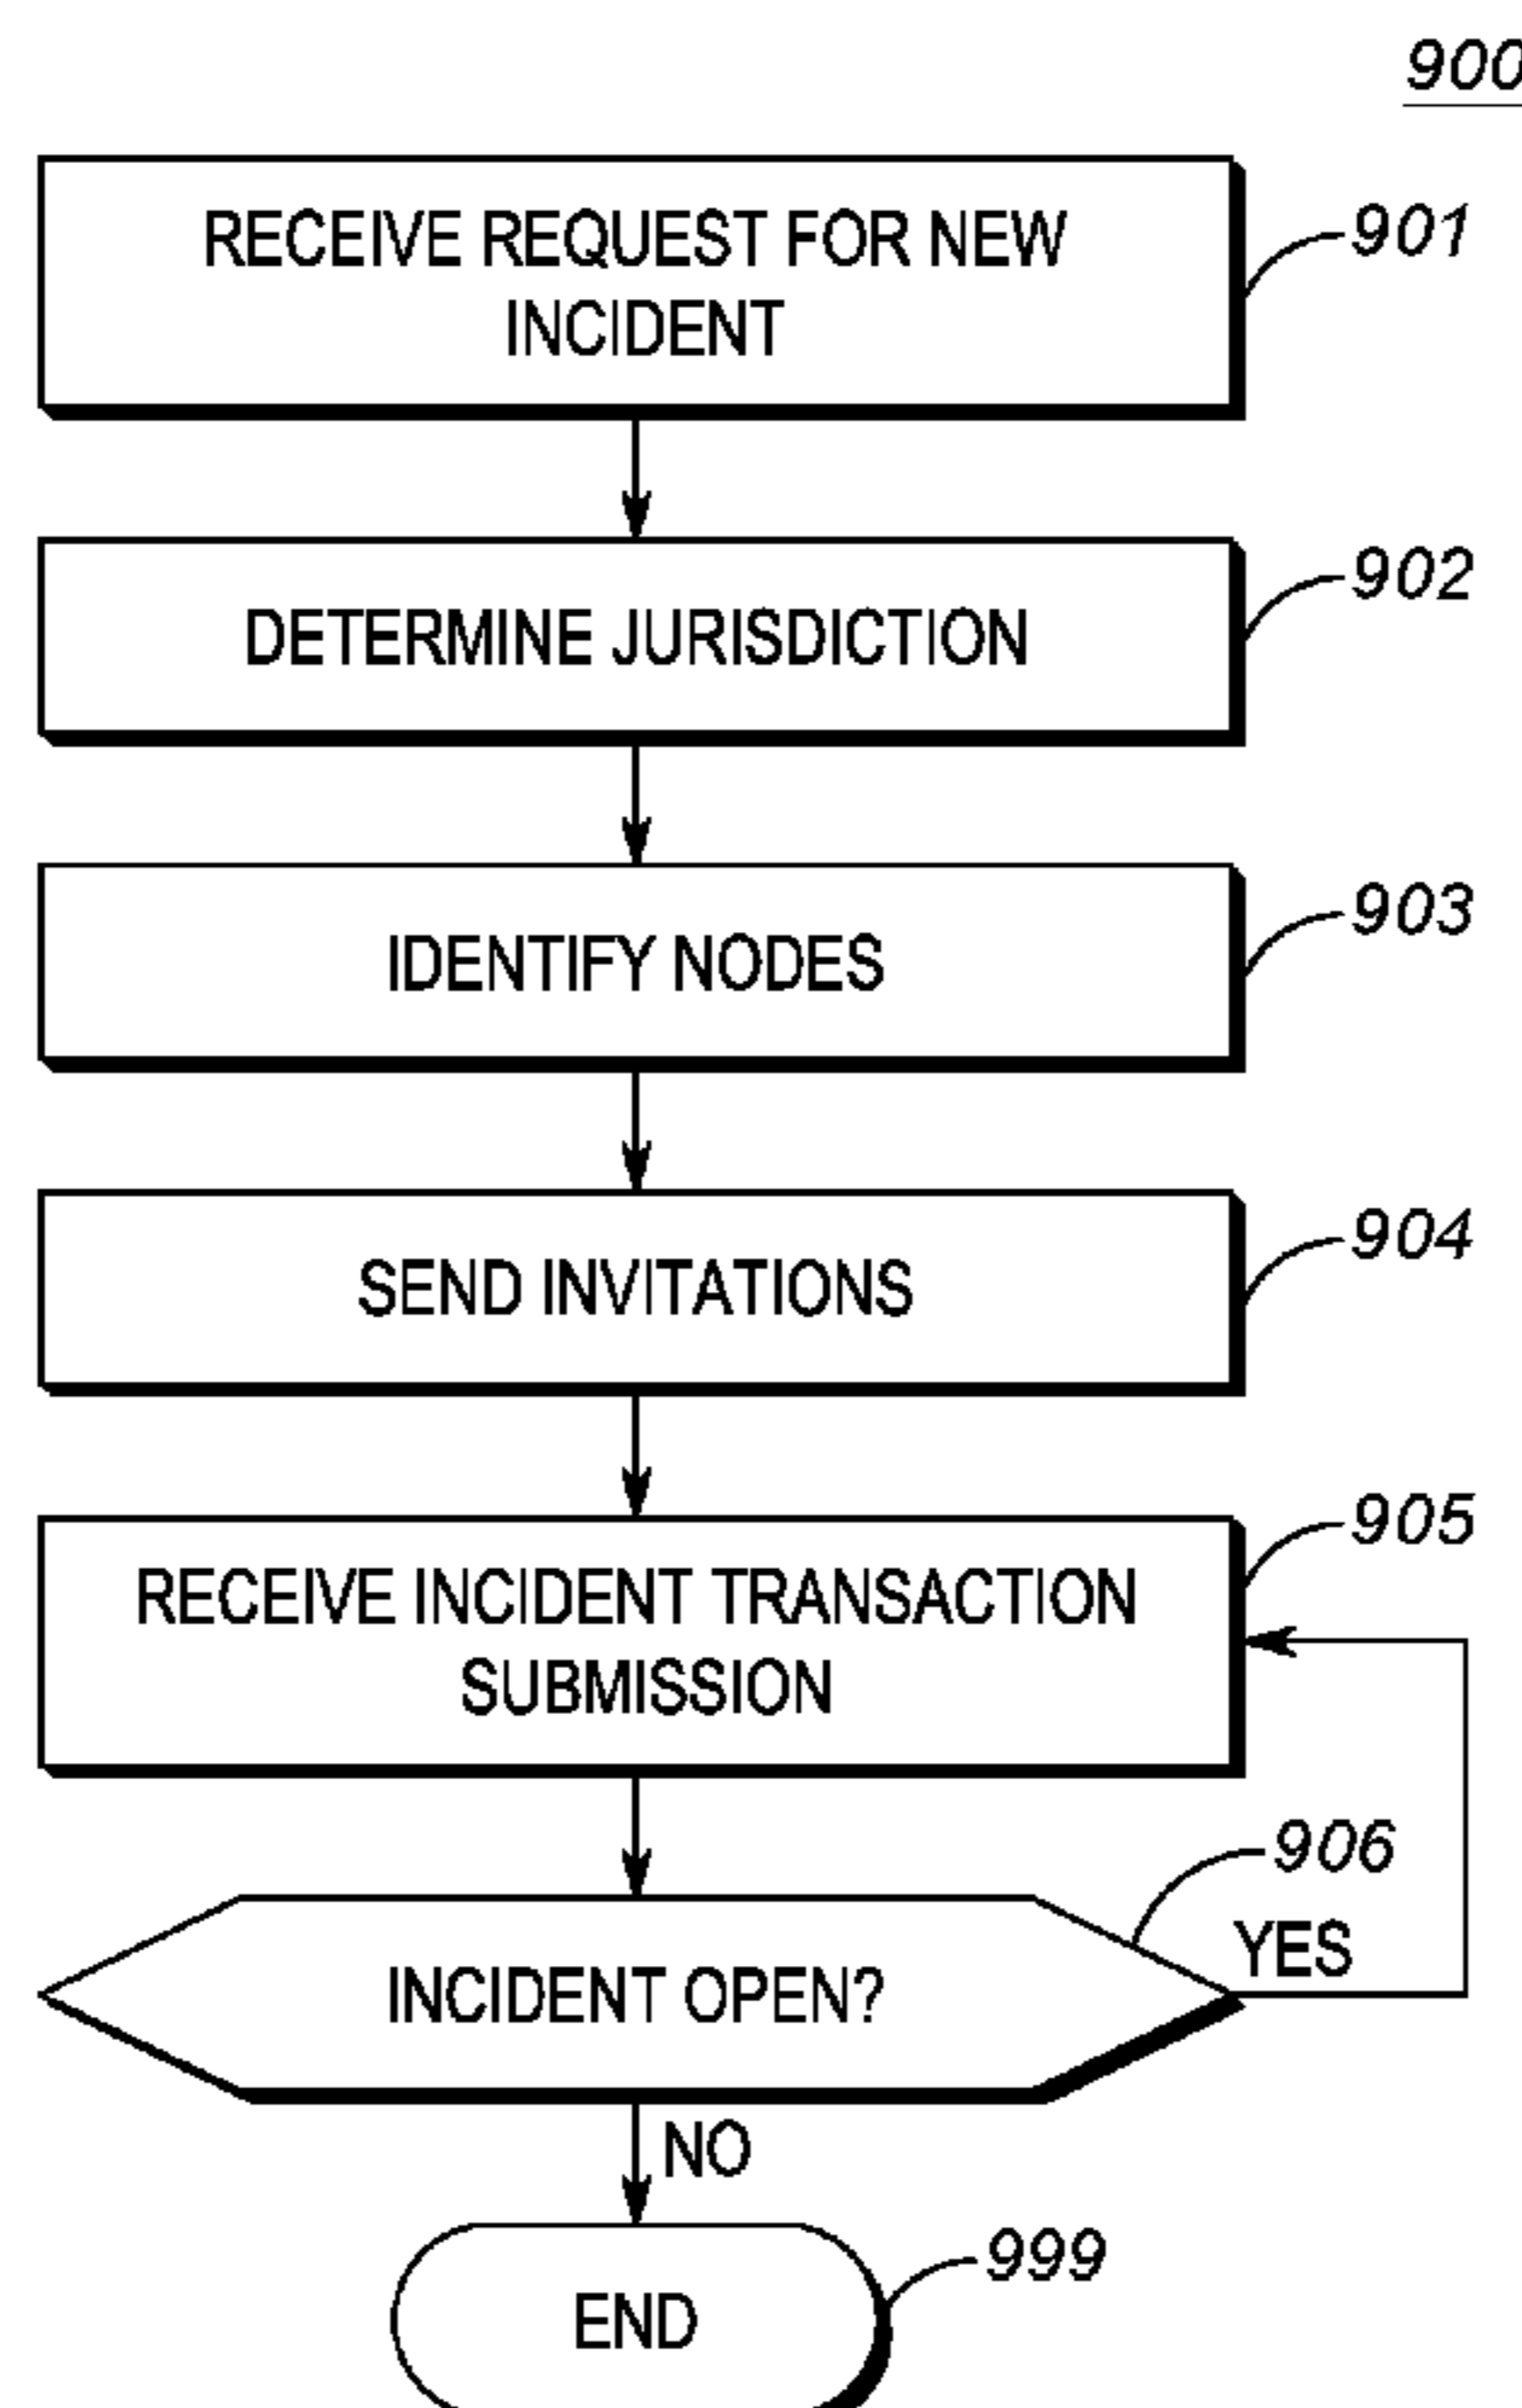 900
RECEIVE REQUEST FOR NEW
INCIDENT
901
DETERMINE JURISDICTION
902
IDENTIFY NODES
903
SEND INVITATIONS
904
RECEIVE INCIDENT TRANSACTION
SUBMISSION
905
INCIDENT OPEN?
906
YES
NO
END
999